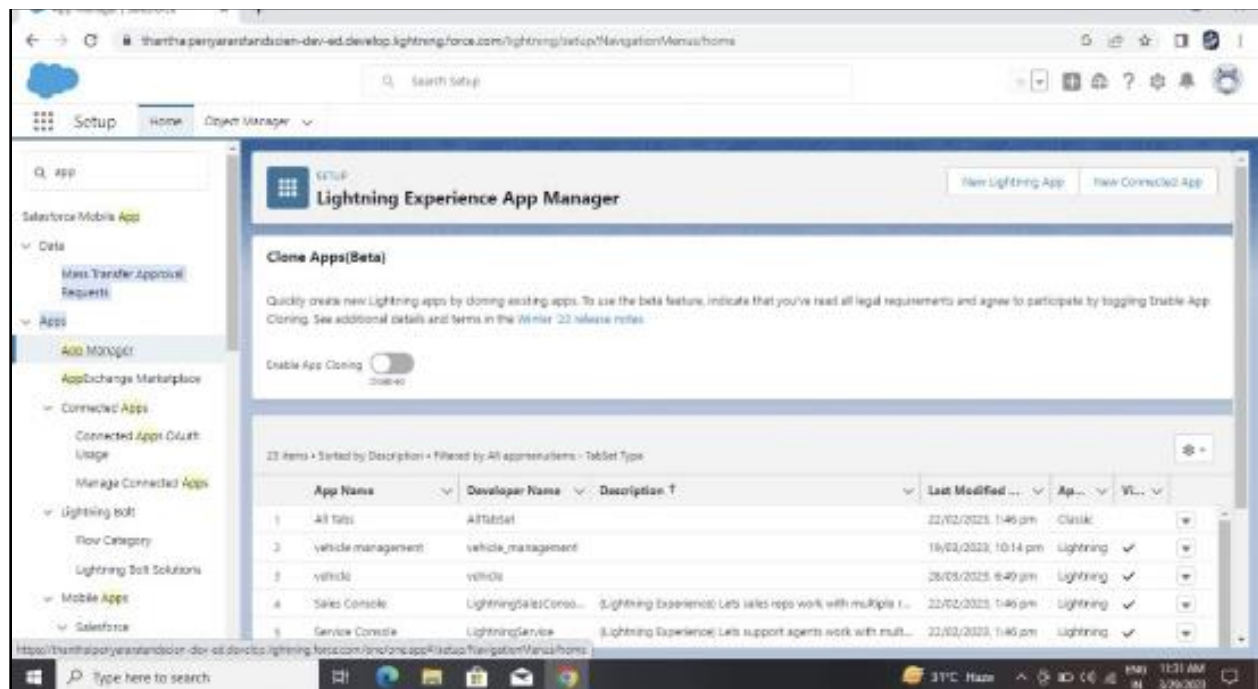 App Manager | Salesforce
Search Setup
Setup
Home
Object Manager
app
Salesforce Mobile App
Data
Mass Transfer Approval
Requests
Apps
App Manager
AppExchange Marketplace
Connected Apps
Connected Apps OAuth
Usage
Manage Connected Apps
Lightning Bolt
Flow Category
Lightning Bolt Solutions
Mobile Apps
Salesforce
SETUP
Lightning Experience App Manager
New Lightning App
New Connected App
Clone Apps(Beta)
Quickly create new Lightning apps by cloning existing apps. To use the beta feature, indicate that you've read all legal requirements and agree to participate by toggling Enable App
Cloning. See additional details and terms in the Winter '23 release notes.
Enable App Cloning
Disabled
23 items • Sorted by Description • Filtered by All appmenuitems - TabSet Type
App Name Developer Name Description ↑ Last Modified ... Ap... Vi...
1 All Tabs AllTabSet 22/02/2023, 1:46 pm Classic
2 vehicle management vehicle_management 19/03/2023, 10:14 pm Lightning
3 vehicle vehicle 28/03/2023, 6:49 pm Lightning
4 Sales Console LightningSalesConso... (Lightning Experience) Lets sales reps work with multiple r... 22/02/2023, 1:46 pm Lightning
5 Service Console LightningService (Lightning Experience) Lets support agents work with mult... 22/02/2023, 1:46 pm Lightning
Type here to search
31°C Haze
ENG
IN
11:31 AM
3/29/2023